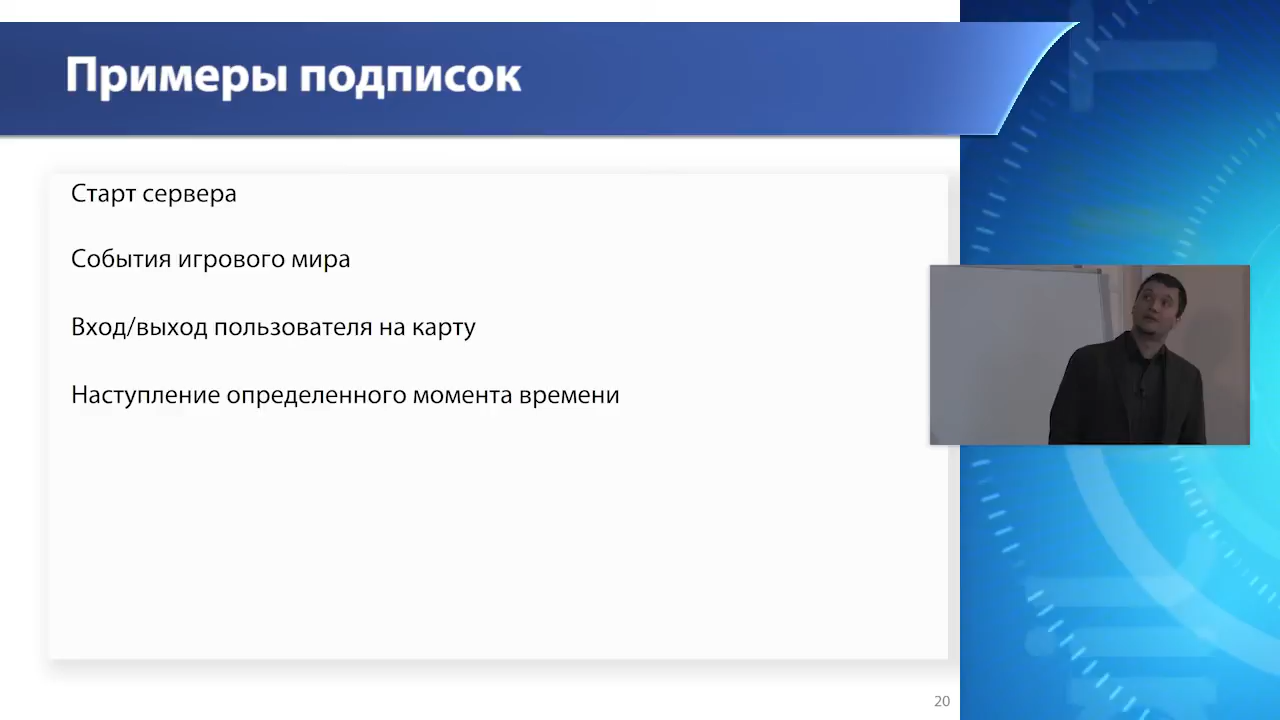 Примеры подписок
Старт сервера
События игрового мира
Вход/выход пользователя на карту
Наступление определенного момента времени
20